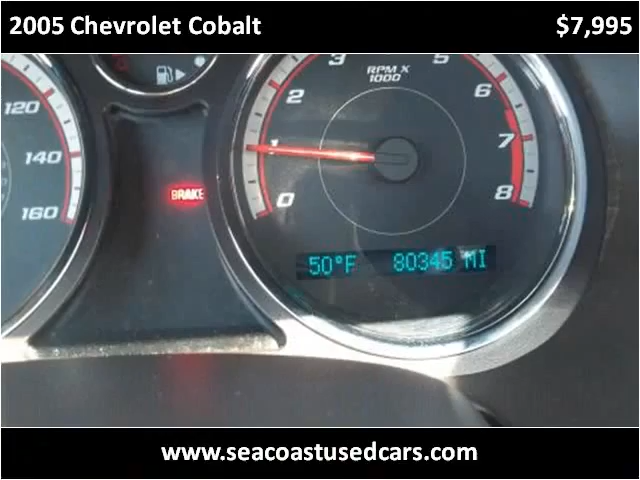 2005 Chevrolet Cobalt $7,995
3 5
RPM X
1000
2 6
120
1 7
140
BRAKE
0 8
160
50°F 80345 MI
www.seacoastusedcars.com